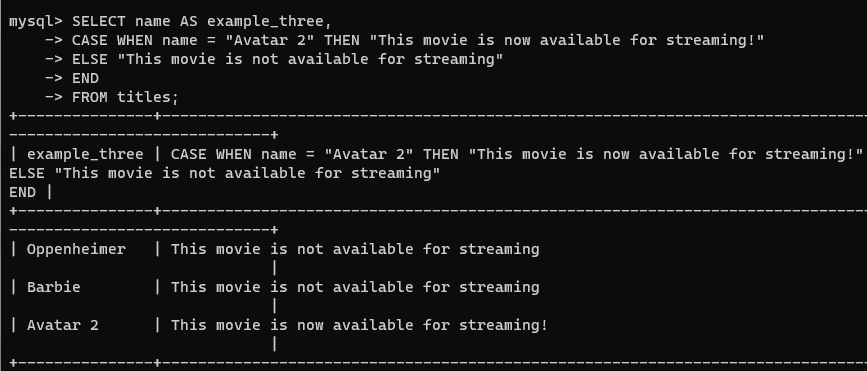 mysql> SELECT name AS example_three,
    -> CASE WHEN name = "Avatar 2" THEN "This movie is now available for streaming!"
    -> ELSE "This movie is not available for streaming"
    -> END
    -> FROM titles;
+---------------+------------------------------------------------------------------------------
-----------------------------+
| example_three | CASE WHEN name = "Avatar 2" THEN "This movie is now available for streaming!"
ELSE "This movie is not available for streaming"
END |
+---------------+------------------------------------------------------------------------------
-----------------------------+
| Oppenheimer   | This movie is not available for streaming
                             |
| Barbie        | This movie is not available for streaming
                             |
| Avatar 2      | This movie is now available for streaming!
                             |
+---------------+------------------------------------------------------------------------------